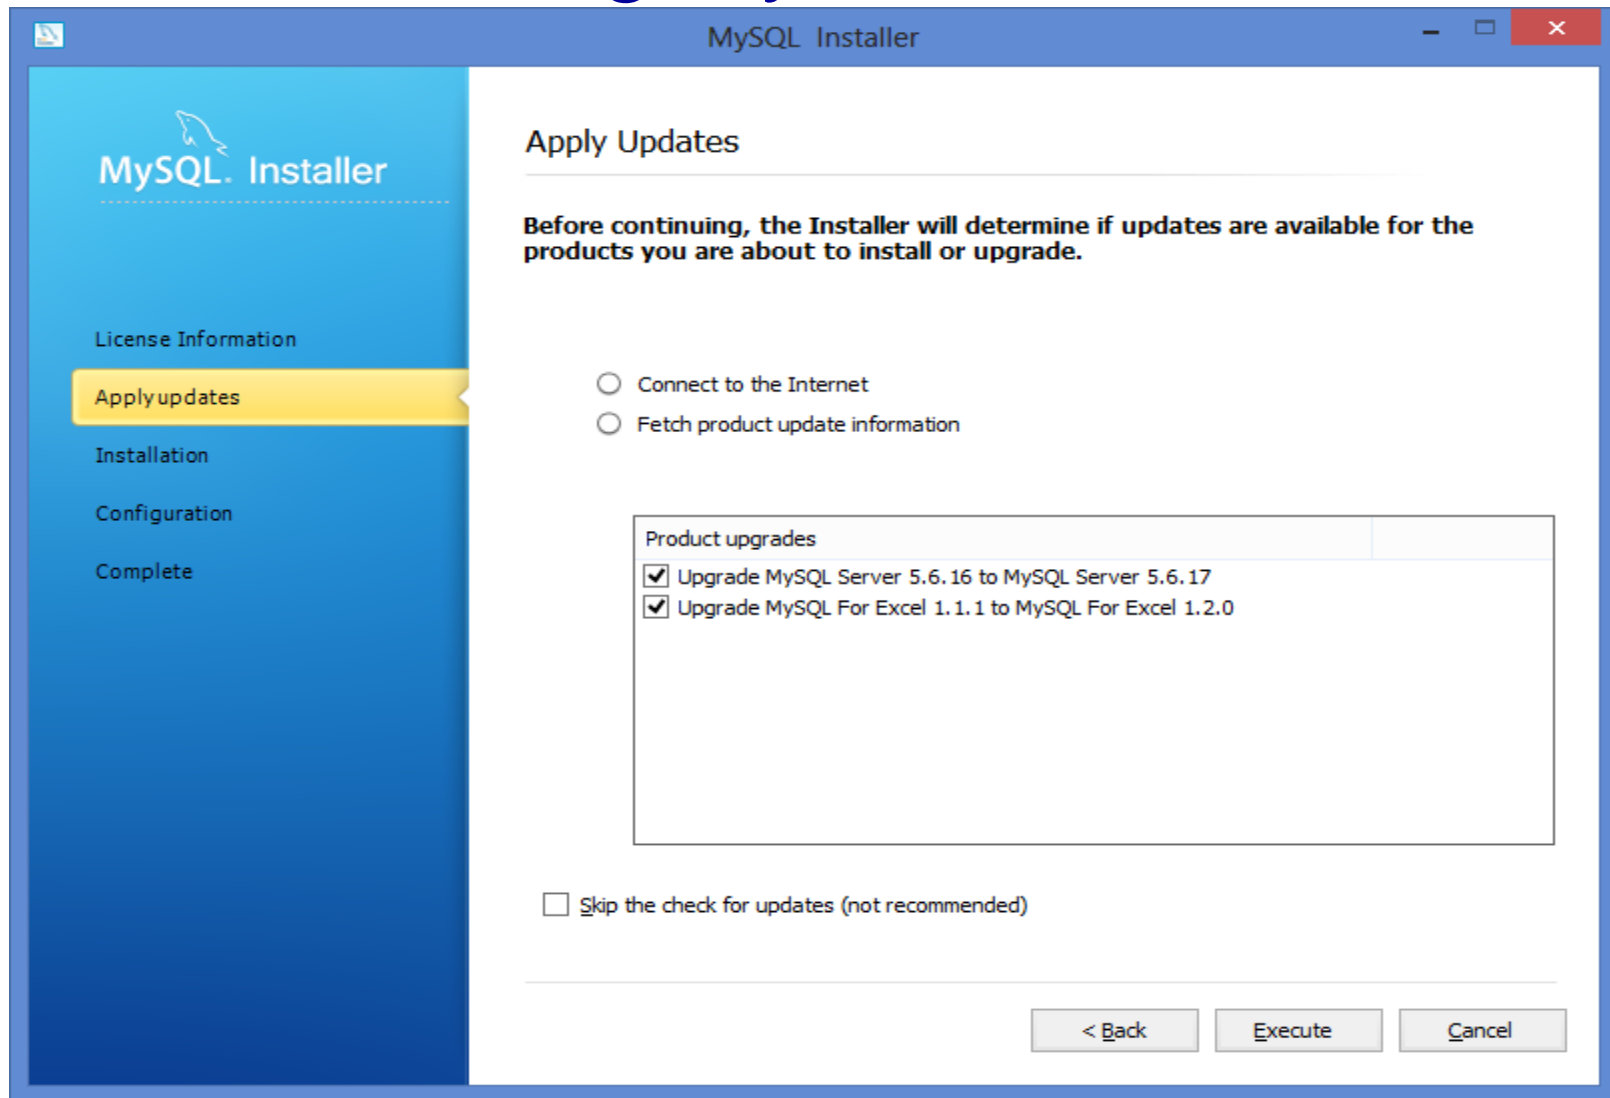 MySQL Installer
MySQL. Installer
License Information
Apply updates
Installation
Configuration
Complete
Apply Updates
Before continuing, the Installer will determine if updates are available for the
products you are about to install or upgrade.
Connect to the Internet
Fetch product update information
Product upgrades
Upgrade MySQL Server 5.6.16 to MySQL Server 5.6.17
Upgrade MySQL For Excel 1.1.1 to MySQL For Excel 1.2.0
Skip the check for updates (not recommended)
< Back
Execute
Cancel